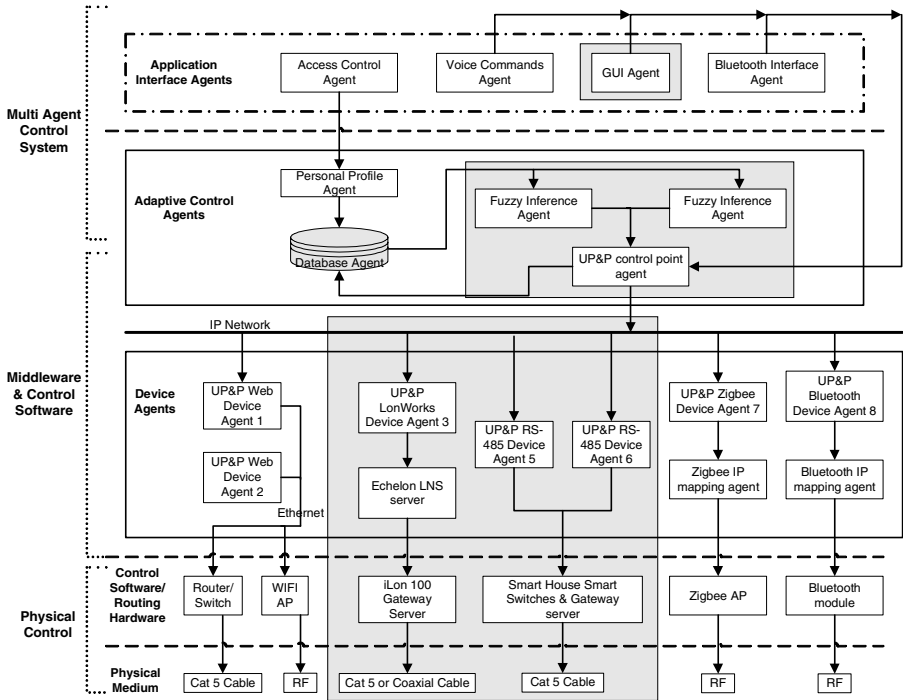 Application
Interface Agents
Access Control
Agent
Voice Commands
Agent
GUI Agent
Bluetooth Interface
Agent
Multi Agent
Control
System
Adaptive Control
Agents
Personal Profile
Agent
Database Agent
Fuzzy Inference
Agent
Fuzzy Inference
Agent
UP&P control point
agent
IP Network
Middleware
& Control
Software
Device
Agents
UP&P Web
Device
Agent 1
UP&P Web
Device
Agent 2
Ethernet
UP&P
LonWorks
Device Agent 3
Echelon LNS
server
UP&P RS-
485 Device
Agent 5
UP&P RS-
485 Device
Agent 6
UP&P Zigbee
Device Agent 7
Zigbee IP
mapping agent
UP&P
Bluetooth
Device Agent 8
Bluetooth IP
mapping agent
Physical
Control
Control
Software/
Routing
Hardware
Router/
Switch
WIFI
AP
iLon 100
Gateway
Server
Smart House Smart
Switches & Gateway
server
Zigbee AP
Bluetooth
module
Physical
Medium
Cat 5 Cable
RF
Cat 5 or Coaxial Cable
Cat 5 Cable
RF
RF